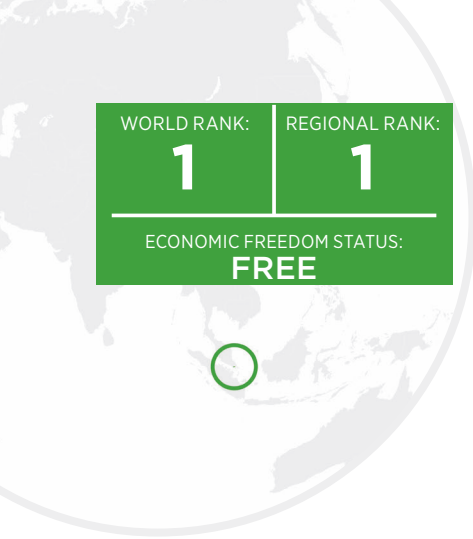 WORLD RANK:
1
REGIONAL RANK:
1
ECONOMIC FREEDOM STATUS:
FREE